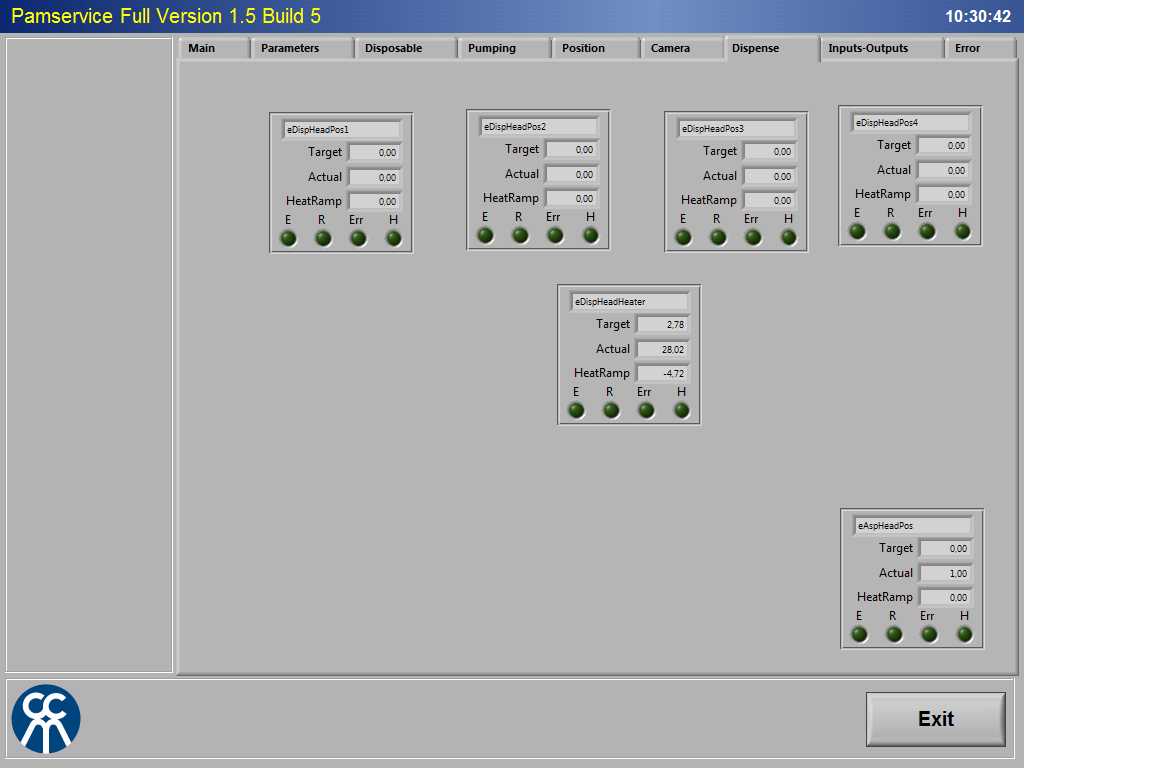 Pamservice Full Version 1.5 Build 5
10:30:42
Main
Parameters
Disposable
Pumping
Position
Camera
Dispense
Inputs-Outputs
Error
eDispHeadPos1
Target 0,00
Actual 0,00
HeatRamp 0,00
E R Err H
eDispHeadPos2
Target 0,00
Actual 0,00
HeatRamp 0,00
E R Err H
eDispHeadPos3
Target 0,00
Actual 0,00
HeatRamp 0,00
E R Err H
eDispHeadPos4
Target 0,00
Actual 0,00
HeatRamp 0,00
E R Err H
eDispHeadHeater
Target 2,78
Actual 28,02
HeatRamp -4,72
E R Err H
eAspHeadPos
Target 0,00
Actual 1,00
HeatRamp 0,00
E R Err H
Exit